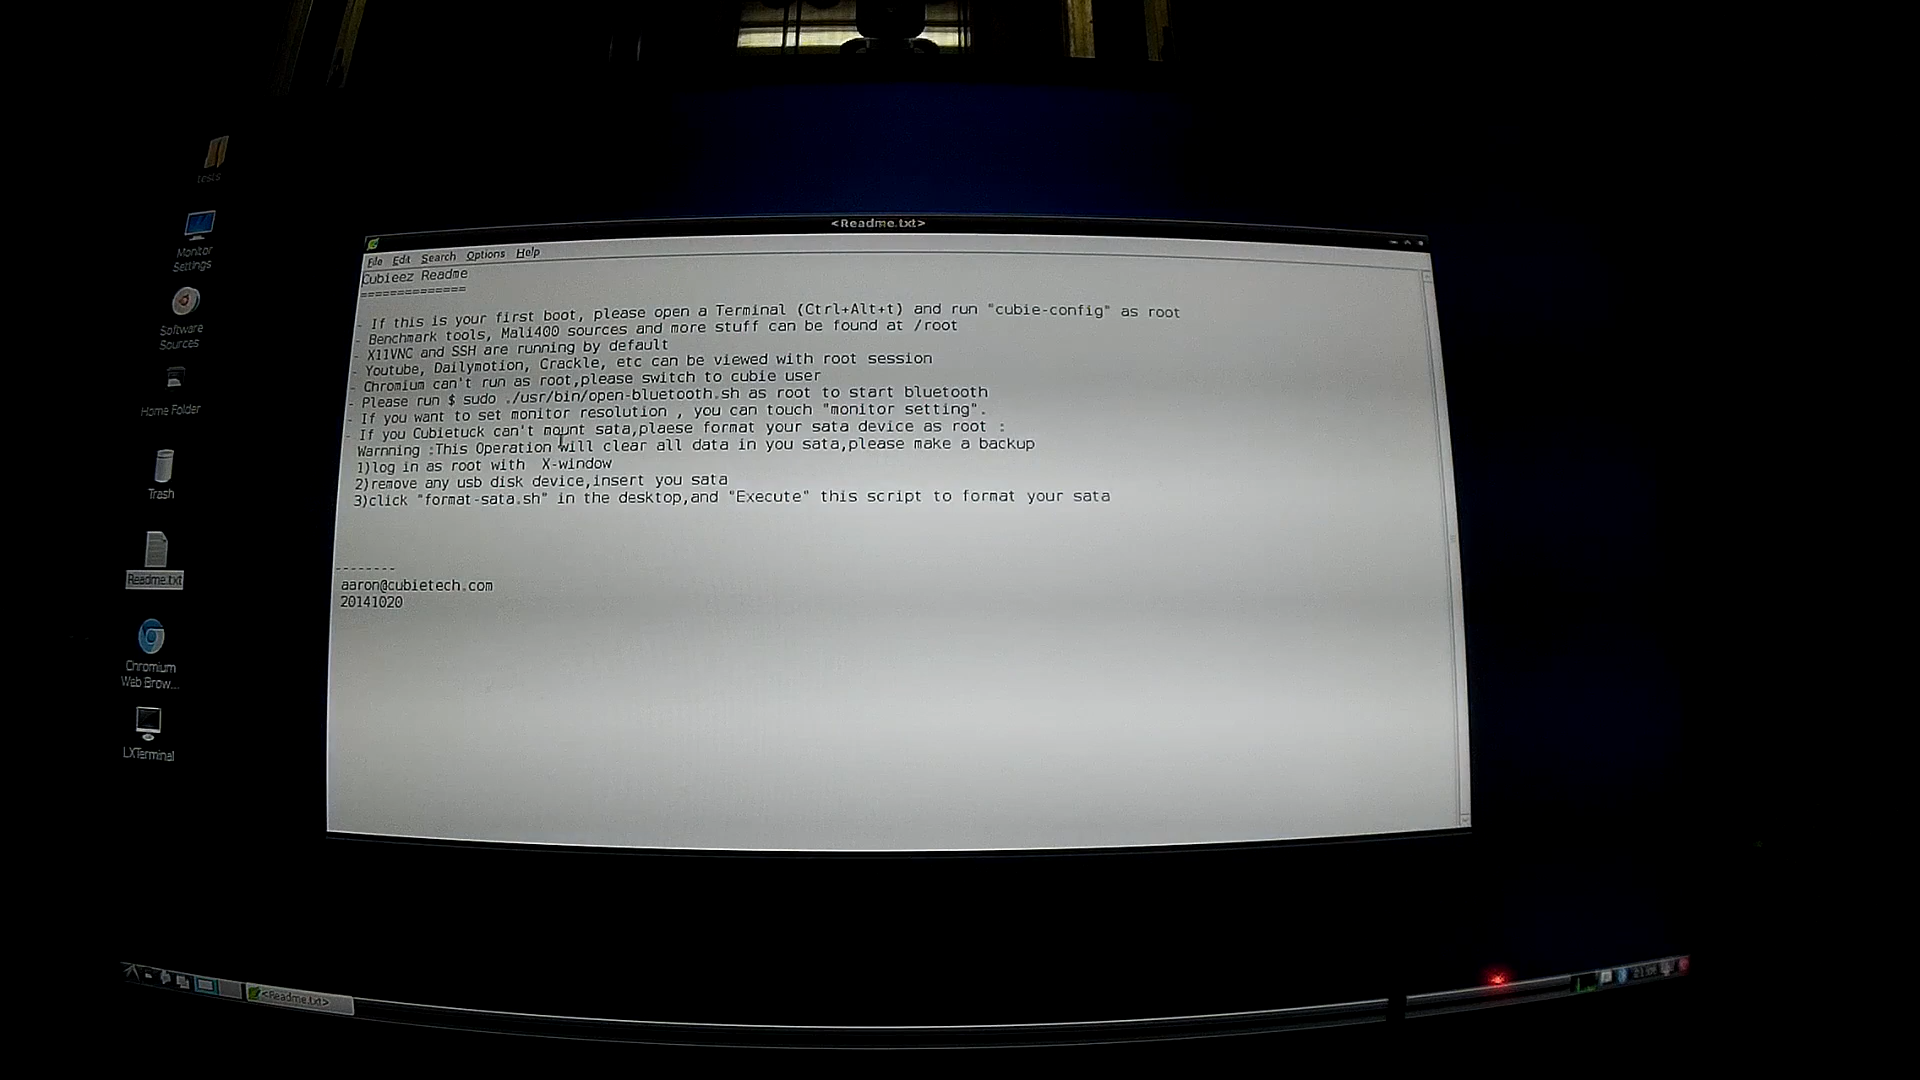 tests
Monitor
Settings
Software
Sources
Home Folder
Trash
Readme.txt
Chromium
Web Brow...
LXTerminal
<Readme.txt>
File Edit Search Options Help
Cubieez Readme
==============
- If this is your first boot, please open a Terminal (Ctrl+Alt+t) and run "cubie-config" as root
- Benchmark tools, Mali400 sources and more stuff can be found at /root
- X11VNC and SSH are running by default
- Youtube, Dailymotion, Crackle, etc can be viewed with root session
- Chromium can't run as root,please switch to cubie user
- Please run $ sudo ./usr/bin/open-bluetooth.sh as root to start bluetooth
- If you want to set monitor resolution , you can touch "monitor setting".
- If you Cubietuck can't mount sata,plaese format your sata device as root :
Warnning :This Operation will clear all data in you sata,please make a backup
1)log in as root with  X-window
2)remove any usb disk device,insert you sata
3)click "format-sata.sh" in the desktop,and "Execute" this script to format your sata
--------
aaron@cubietech.com
20141020
<Readme.txt>